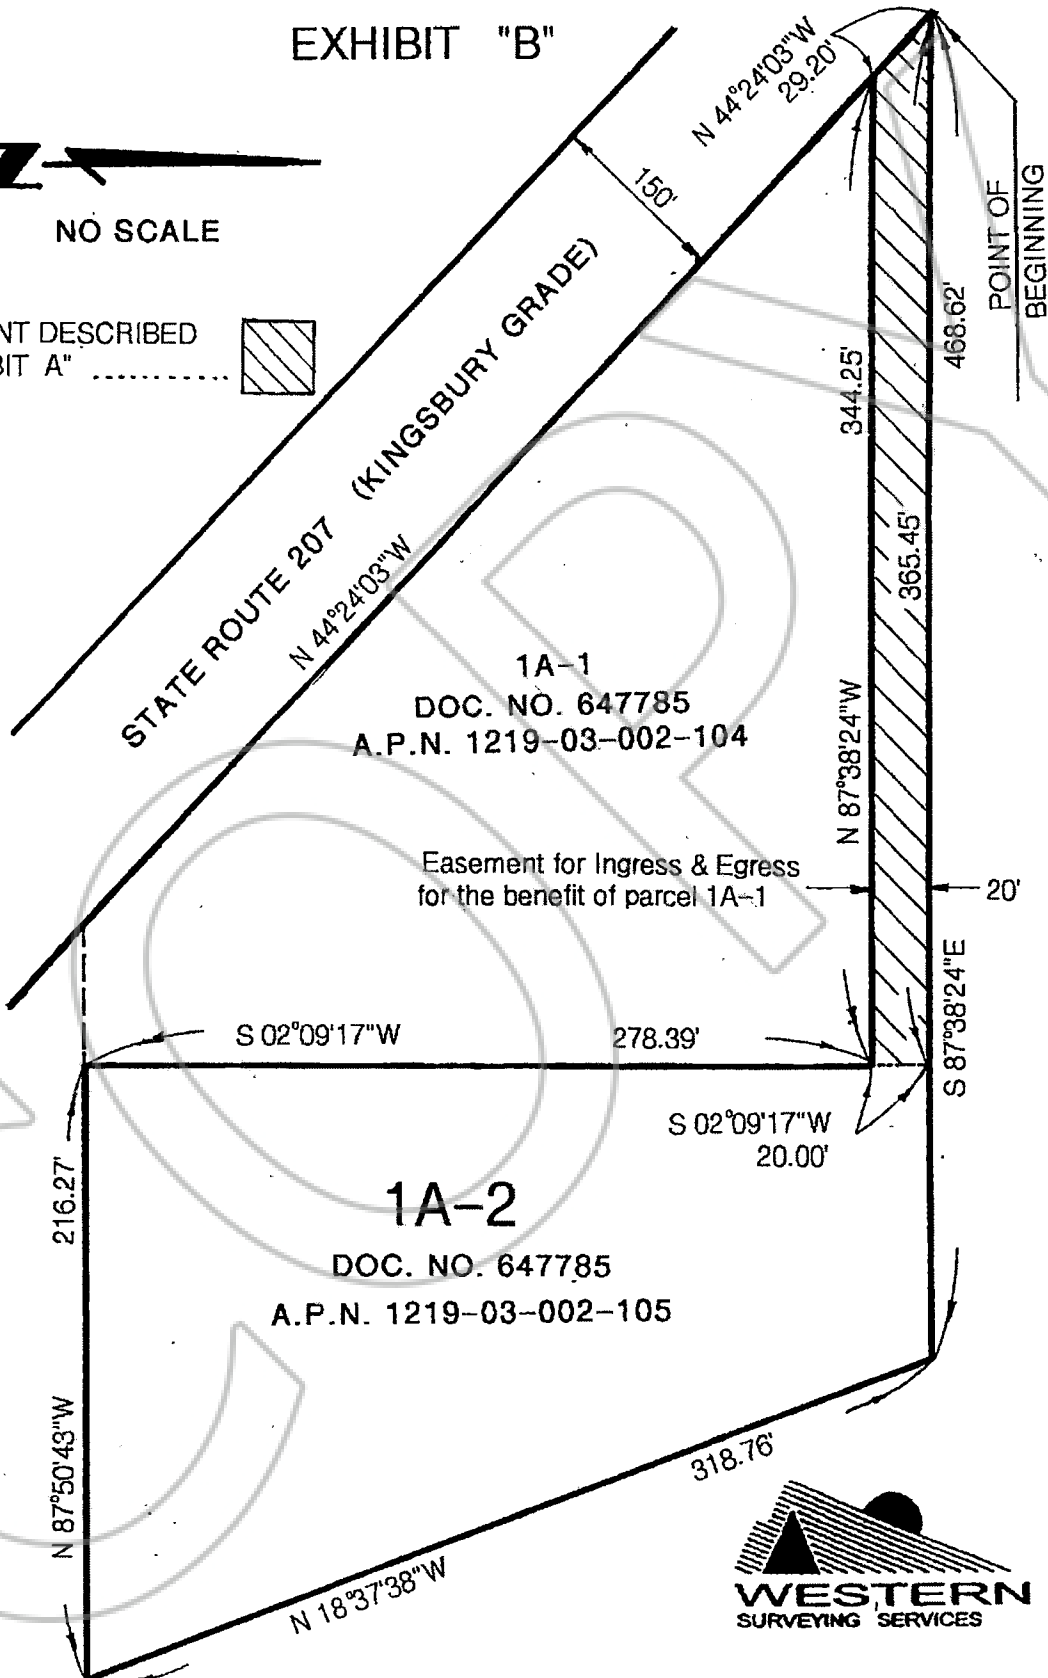 EXHIBIT "B"
N 44°24'03"W
29.20'
150'
NO SCALE
POINT OF
BEGINNING
NT DESCRIBED
BIT A" ..............
468.62'
344.25'
STATE ROUTE 207 (KINGSBURY GRADE)
365.45'
N 44°24'03"W
1A-1
DOC. NO. 647785
A.P.N. 1219-03-002-104
N 87°38'24"W
Easement for Ingress & Egress
for the benefit of parcel 1A-1
20'
S 87°38'24"E
S 02°09'17"W 278.39'
S 02°09'17"W
20.00'
216.27'
1A-2
DOC. NO. 647785
A.P.N. 1219-03-002-105
N 87°50'43"W
318.76'
N 18°37'38"W
WESTERN
SURVEYING SERVICES
COPY